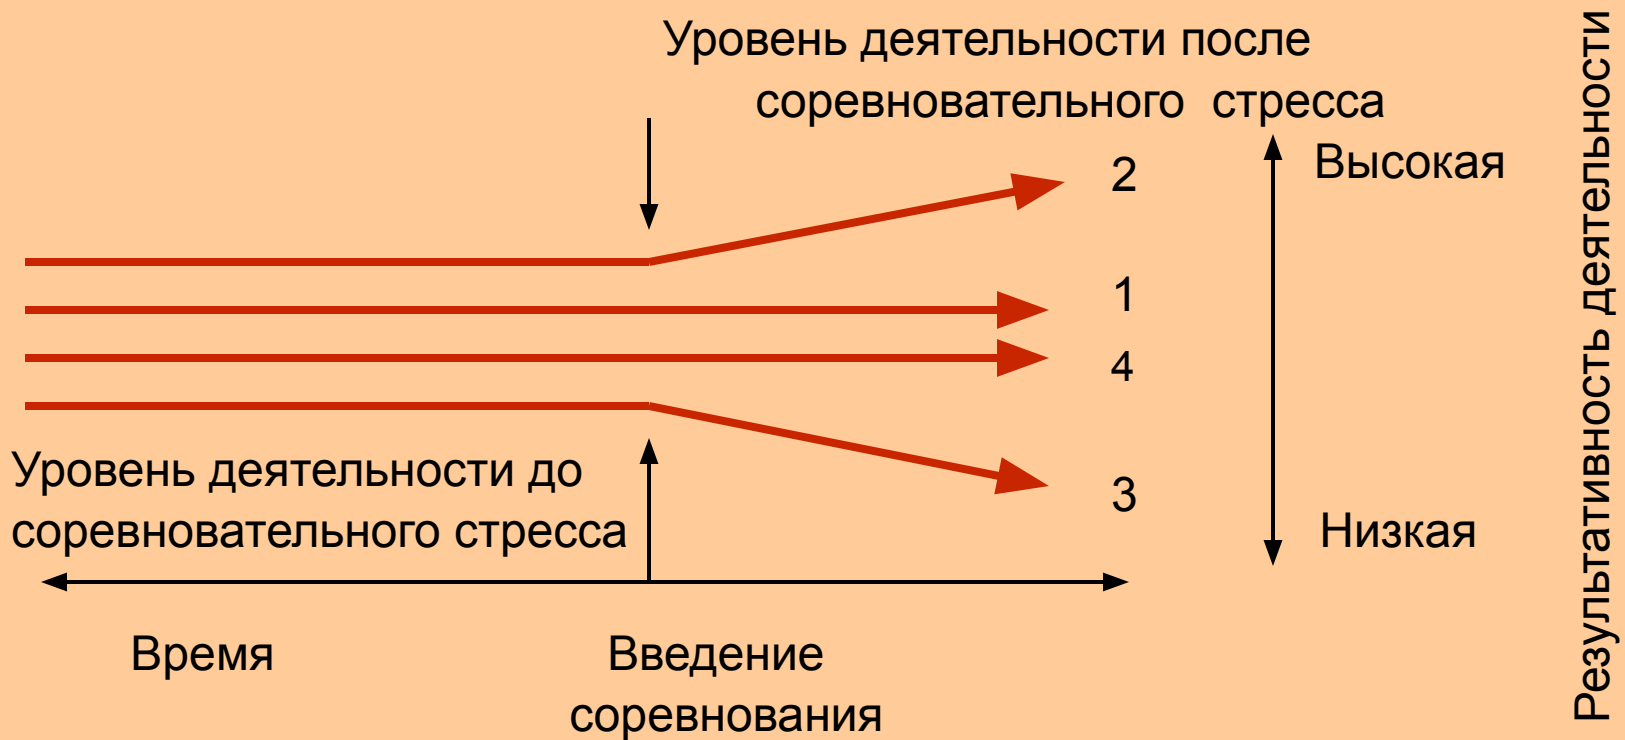 Уровень деятельности после
соревновательного стресса
Высокая
2
1
4
3
Уровень деятельности до
соревновательного стресса
Низкая
Время
Введение
соревнования
Результативность деятельности